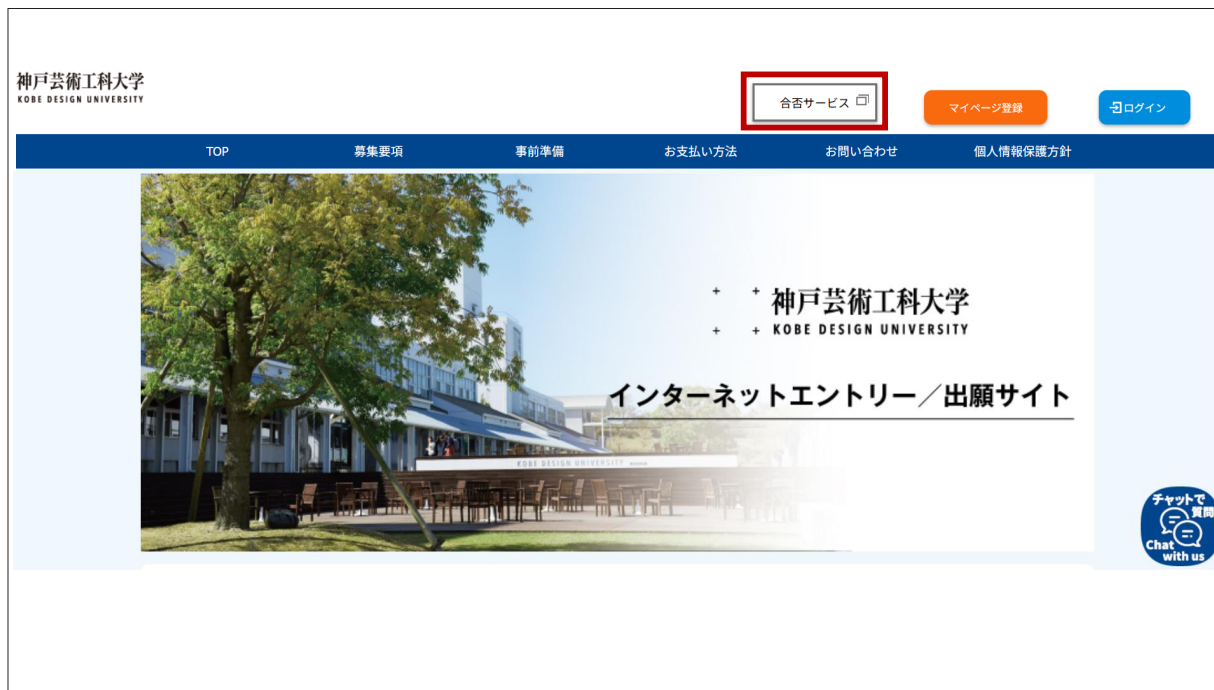 神戸芸術工科大学
KOBE DESIGN UNIVERSITY
合否サービス
マイページ登録
ログイン
TOP
募集要項
事前準備
お支払い方法
お問い合わせ
個人情報保護方針
神戸芸術工科大学
KOBE DESIGN UNIVERSITY
インターネットエントリー／出願サイト
KOBE DESIGN UNIVERSITY
チャットで
質問
Chat
with us